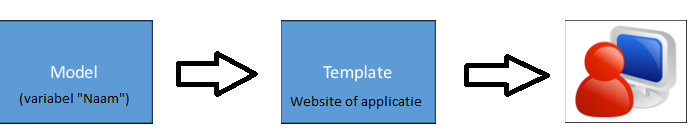 Model
(variabel "Naam")
Template
Website of applicatie